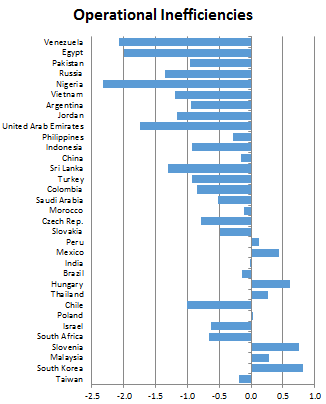 Operational Inefficiencies
Venezuela
Egypt
Pakistan
Russia
Nigeria
Vietnam
Argentina
Jordan
United Arab Emirates
Philippines
Indonesia
China
Sri Lanka
Turkey
Colombia
Saudi Arabia
Morocco
Czech Rep.
Slovakia
Peru
Mexico
India
Brazil
Hungary
Thailand
Chile
Poland
Israel
South Africa
Slovenia
Malaysia
South Korea
Taiwan
-2.5 -2.0 -1.5 -1.0 -0.5 0.0 0.5 1.0